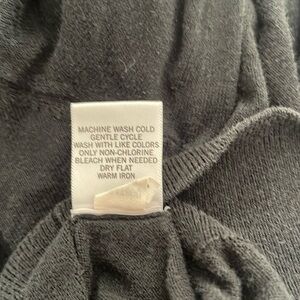 MACHINE WASH COLD
GENTLE CYCLE
WASH WITH LIKE COLORS
ONLY NON-CHLORINE
BLEACH WHEN NEEDED
DRY FLAT
WARM IRON